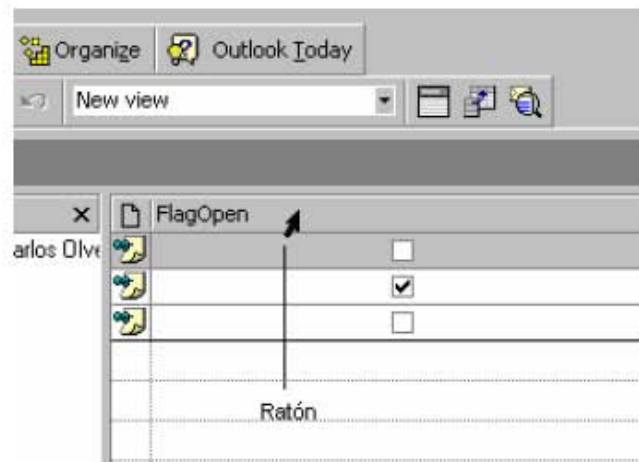 Organize Outlook Today
New view
FlagOpen
arlos Olve
Ratón